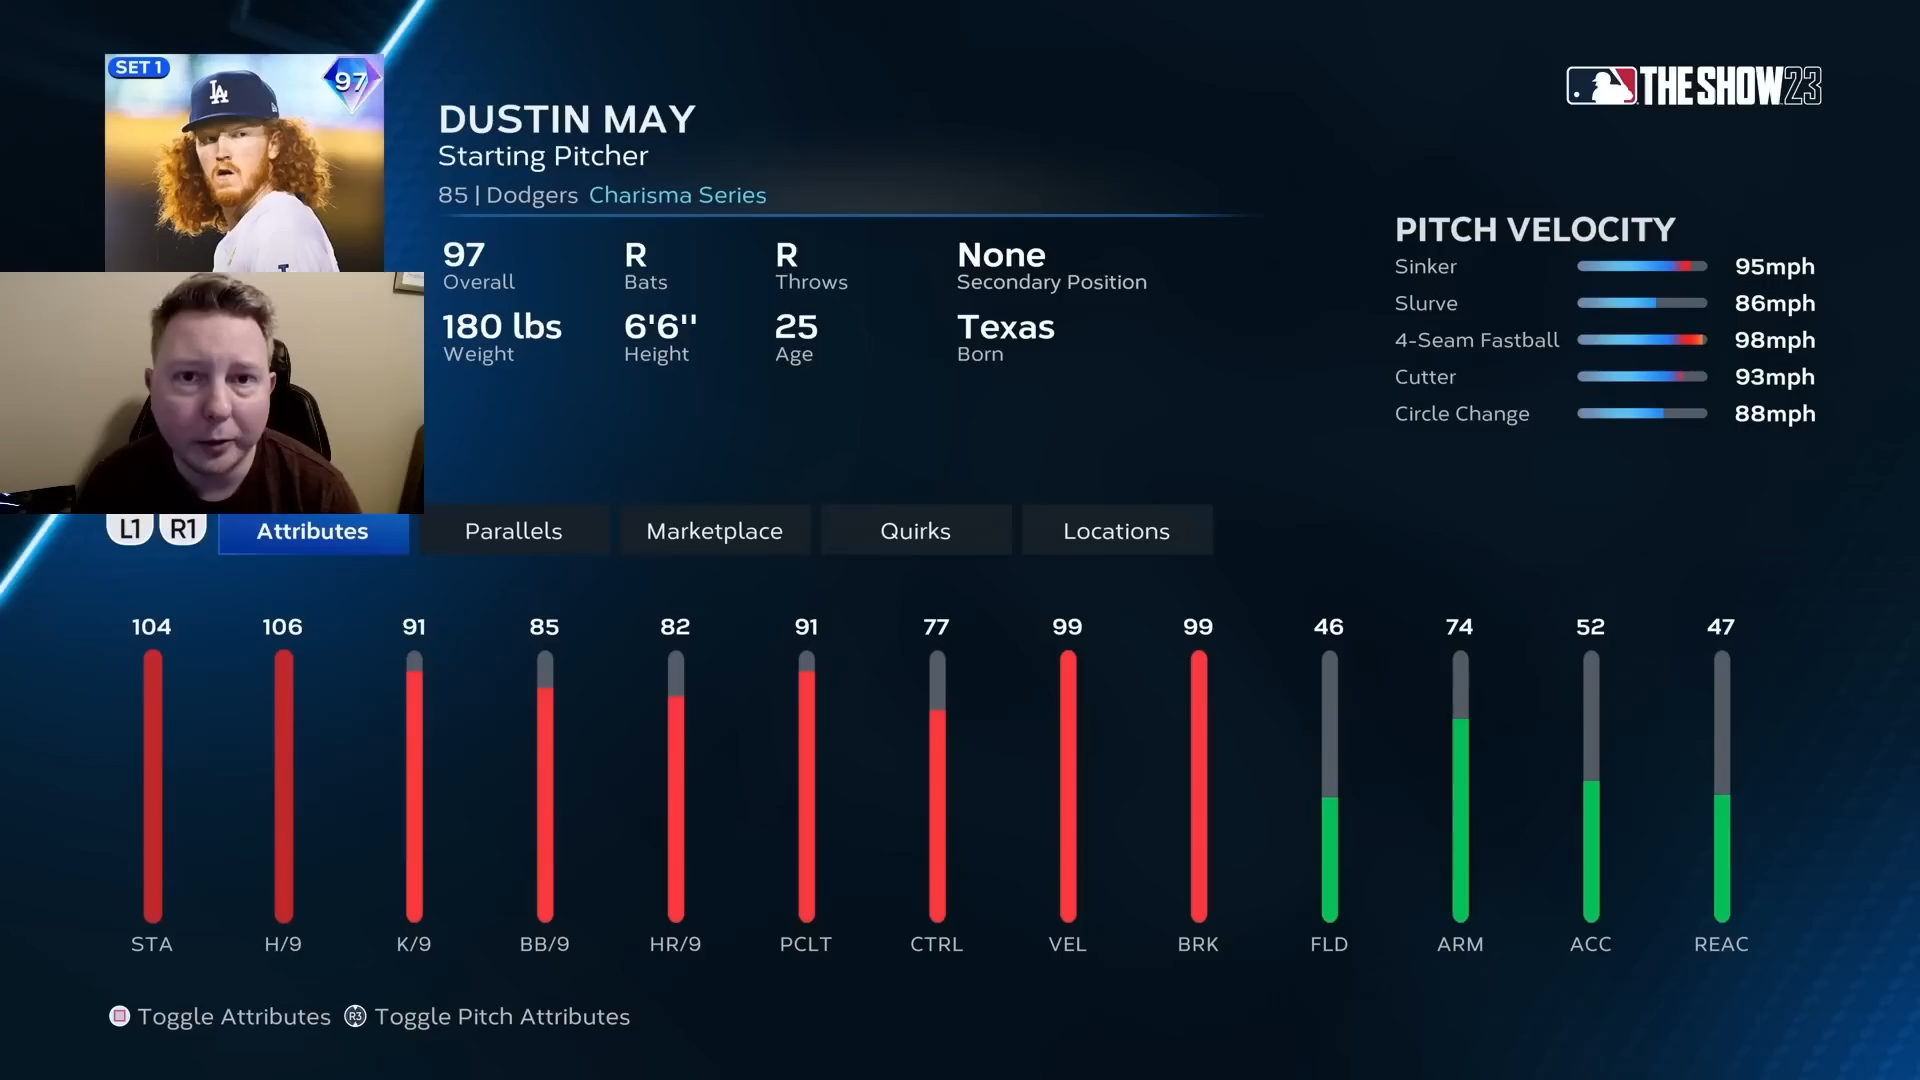 SET 1
97
LA
THE SHOW 23
DUSTIN MAY
Starting Pitcher
85 | Dodgers Charisma Series
97
Overall
R
Bats
R
Throws
None
Secondary Position
180 lbs
Weight
6'6''
Height
25
Age
Texas
Born
PITCH VELOCITY
Sinker 95mph
Slurve 86mph
4-Seam Fastball 98mph
Cutter 93mph
Circle Change 88mph
L1 R1 Attributes Parallels Marketplace Quirks Locations
104 106 91 85 82 91 77 99 99 46 74 52 47
STA H/9 K/9 BB/9 HR/9 PCLT CTRL VEL BRK FLD ARM ACC REAC
Toggle Attributes R3 Toggle Pitch Attributes